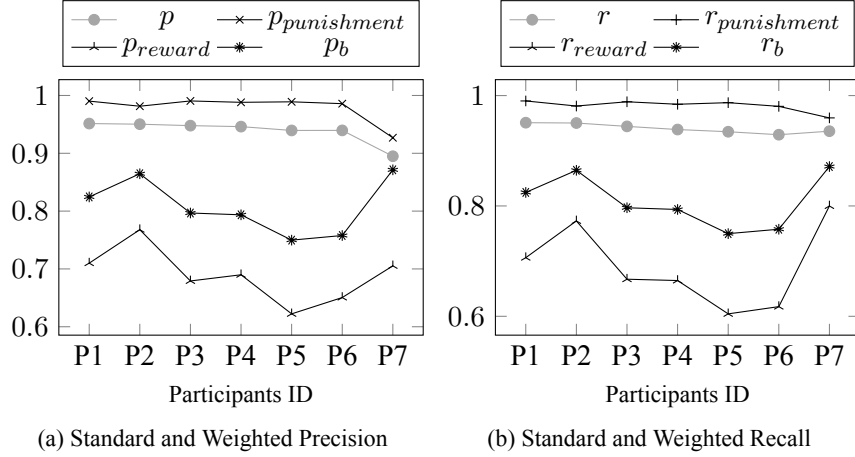 p p_punishment
p_reward p_b
1
0.9
0.8
0.7
0.6
P1 P2 P3 P4 P5 P6 P7
Participants ID
(a) Standard and Weighted Precision
r r_punishment
r_reward r_b
1
0.8
0.6
P1 P2 P3 P4 P5 P6 P7
Participants ID
(b) Standard and Weighted Recall